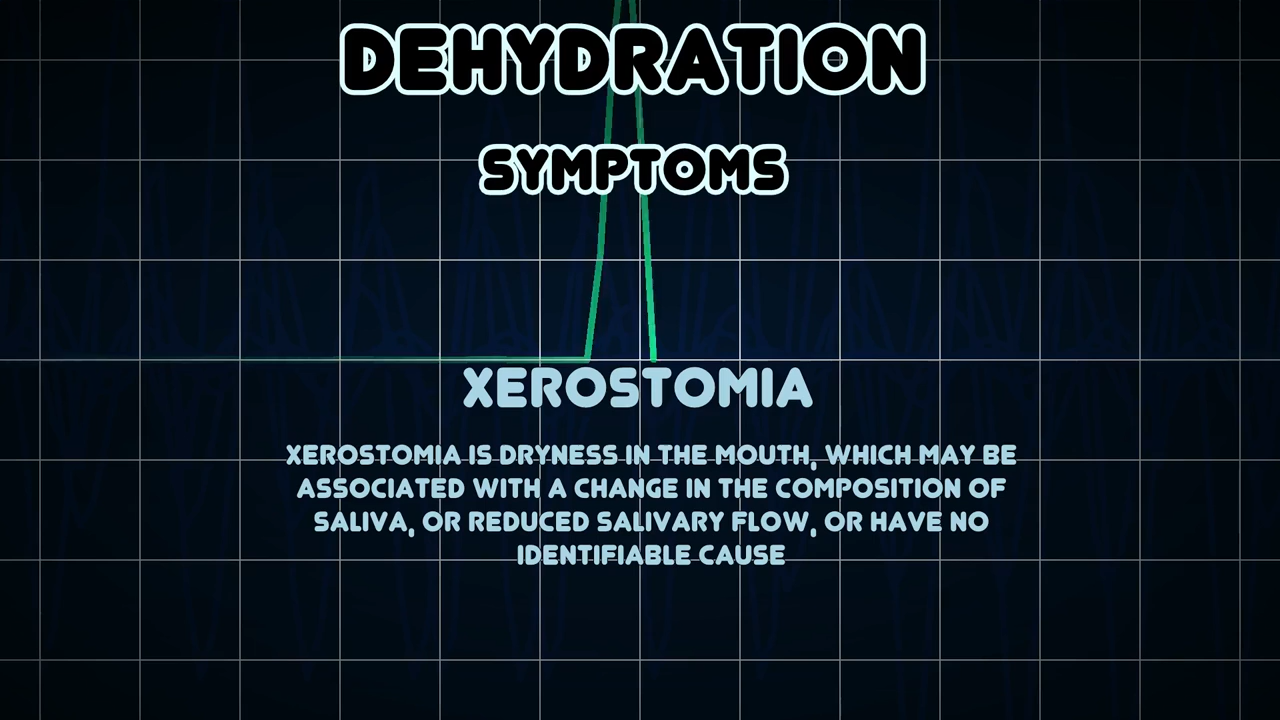 DEHYDRATION
SYMPTOMS
XEROSTOMIA
XEROSTOMIA IS DRYNESS IN THE MOUTH, WHICH MAY BE
ASSOCIATED WITH A CHANGE IN THE COMPOSITION OF
SALIVA, OR REDUCED SALIVARY FLOW, OR HAVE NO
IDENTIFIABLE CAUSE